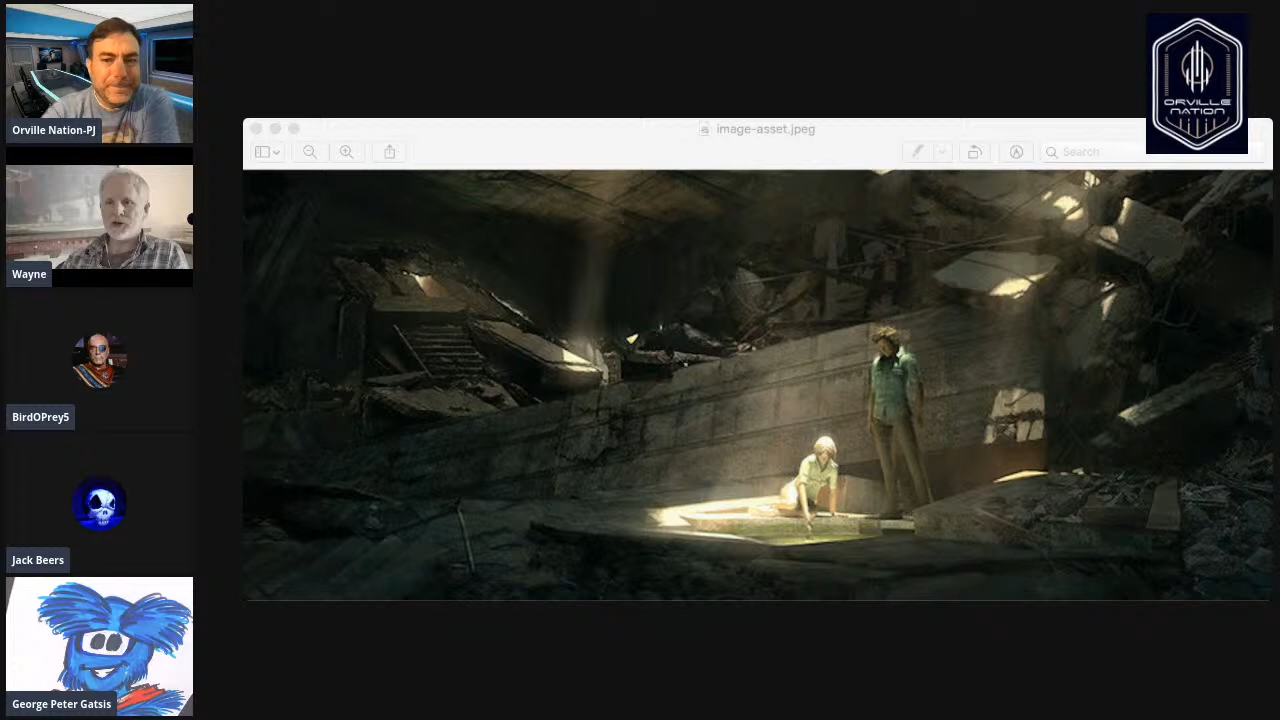 Orville Nation-PJ
Wayne
BirdOPrey5
Jack Beers
George Peter Gatsis
image-asset.jpeg
Search
ORVILLE
NATION